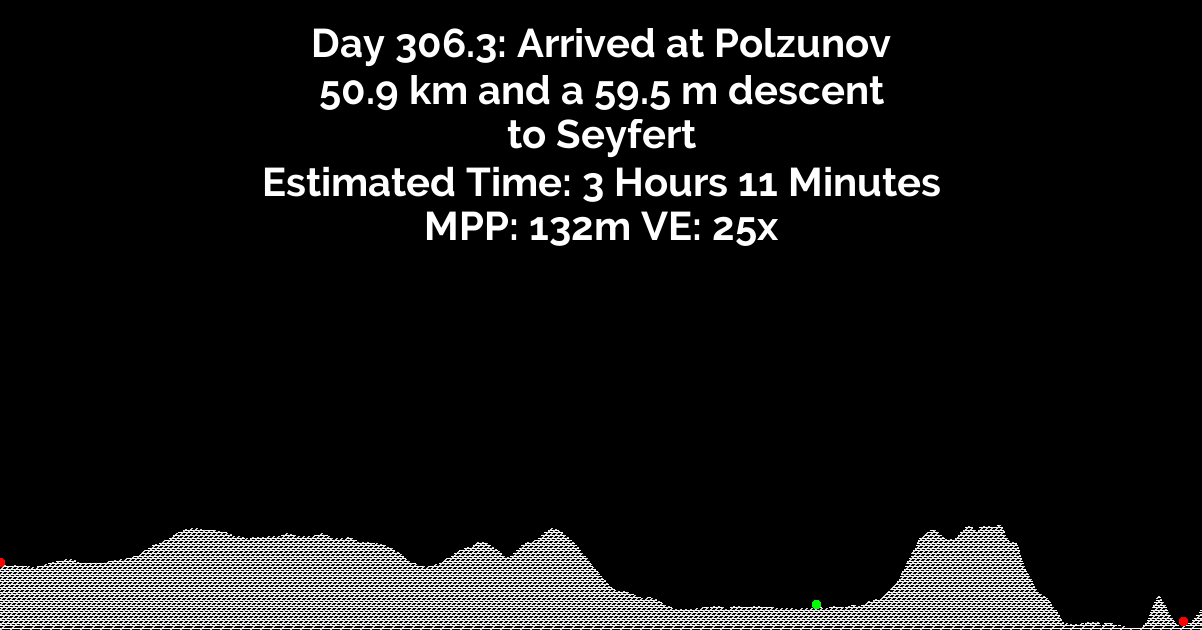 Day 306.3: Arrived at Polzunov
50.9 km and a 59.5 m descent
to Seyfert
Estimated Time: 3 Hours 11 Minutes
MPP: 132m VE: 25x